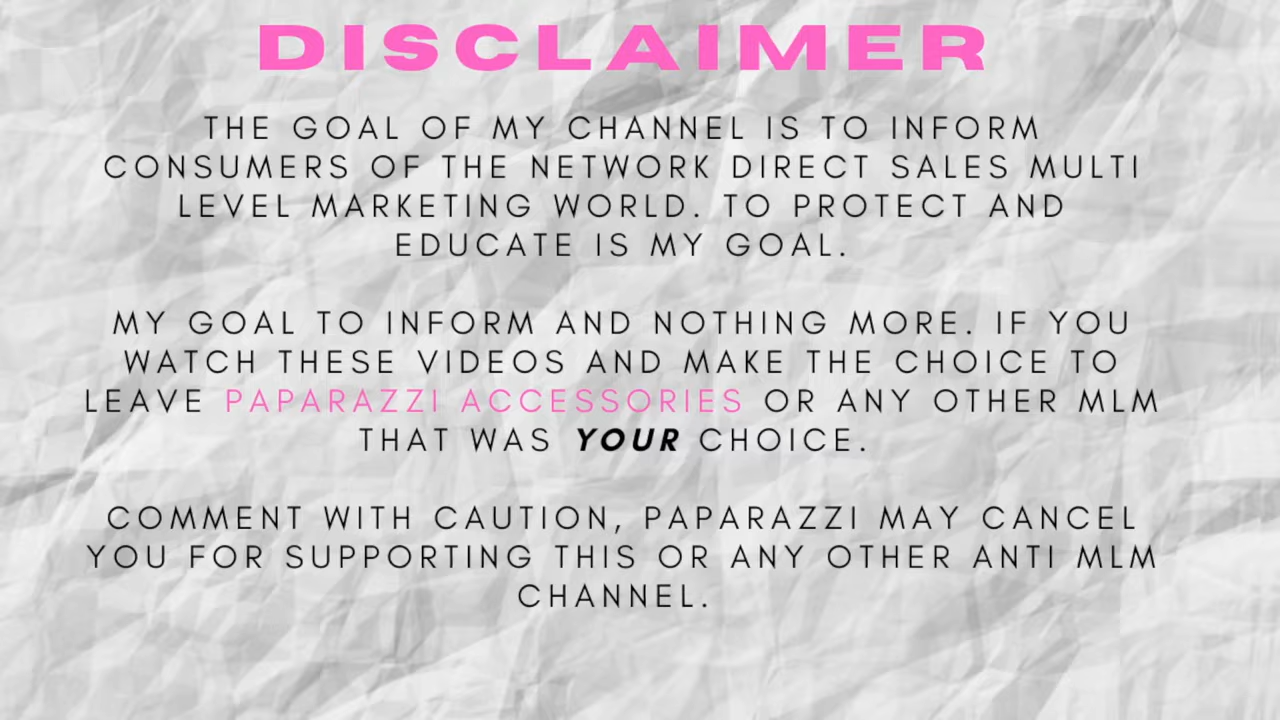 DISCLAIMER
THE GOAL OF MY CHANNEL IS TO INFORM
CONSUMERS OF THE NETWORK DIRECT SALES MULTI
LEVEL MARKETING WORLD. TO PROTECT AND
EDUCATE IS MY GOAL.
MY GOAL TO INFORM AND NOTHING MORE. IF YOU
WATCH THESE VIDEOS AND MAKE THE CHOICE TO
LEAVE PAPARAZZI ACCESSORIES OR ANY OTHER MLM
THAT WAS YOUR CHOICE.
COMMENT WITH CAUTION, PAPARAZZI MAY CANCEL
YOU FOR SUPPORTING THIS OR ANY OTHER ANTI MLM
CHANNEL.